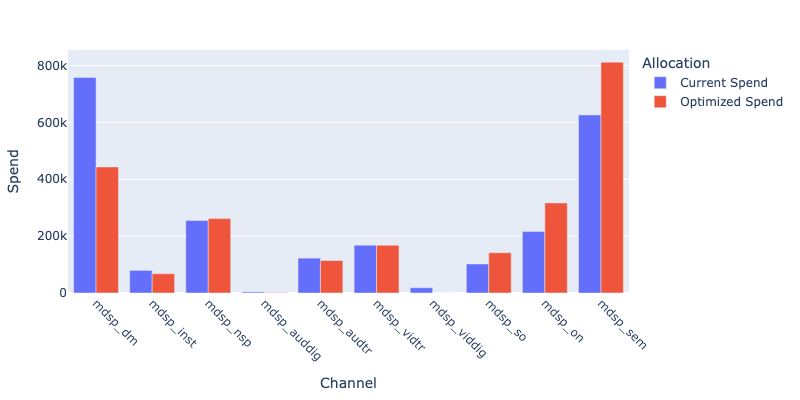 Allocation
Current Spend
Optimized Spend
Spend
800k
600k
400k
200k
0
mdsp_dm
mdsp_inst
mdsp_nsp
mdsp_auddig
mdsp_audtr
mdsp_vidtr
mdsp_viddig
mdsp_so
mdsp_on
mdsp_sem
Channel